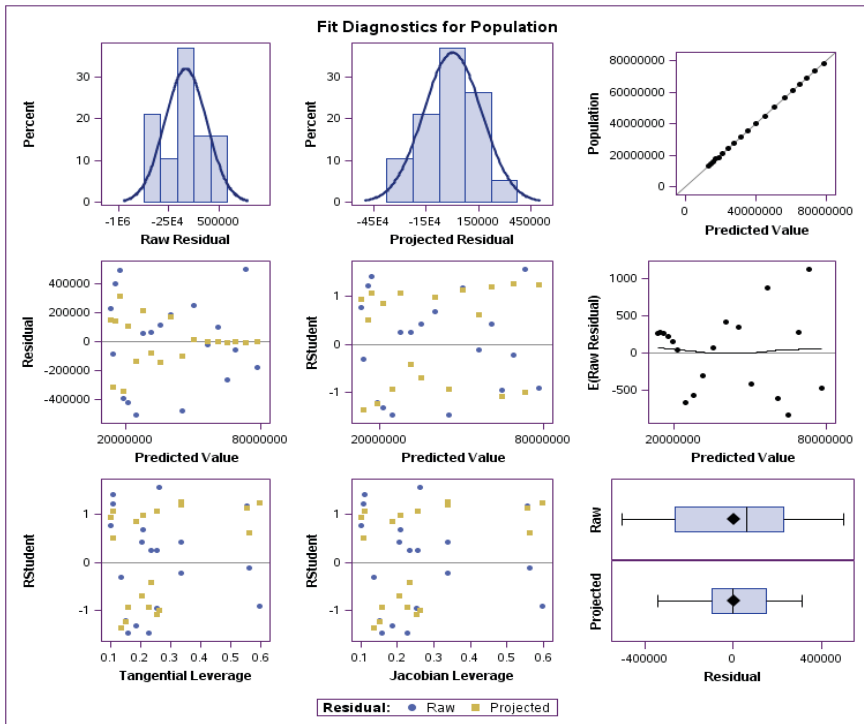 Fit Diagnostics for Population
Percent
30
20
10
0
-1E6 -25E4 500000
Raw Residual
Percent
30
20
10
0
-45E4 -15E4 150000 450000
Projected Residual
Population
80000000
60000000
40000000
20000000
0
0 40000000 80000000
Predicted Value
Residual
400000
200000
0
-200000
-400000
20000000 80000000
Predicted Value
RStudent
1
0
-1
20000000 80000000
Predicted Value
E(Raw Residual)
1000
500
0
-500
20000000 80000000
Predicted Value
RStudent
1
0
-1
0.1 0.2 0.3 0.4 0.5 0.6
Tangential Leverage
RStudent
1
0
-1
0.1 0.2 0.3 0.4 0.5 0.6
Jacobian Leverage
Raw
Projected
-400000 0 400000
Residual
Residual: Raw Projected